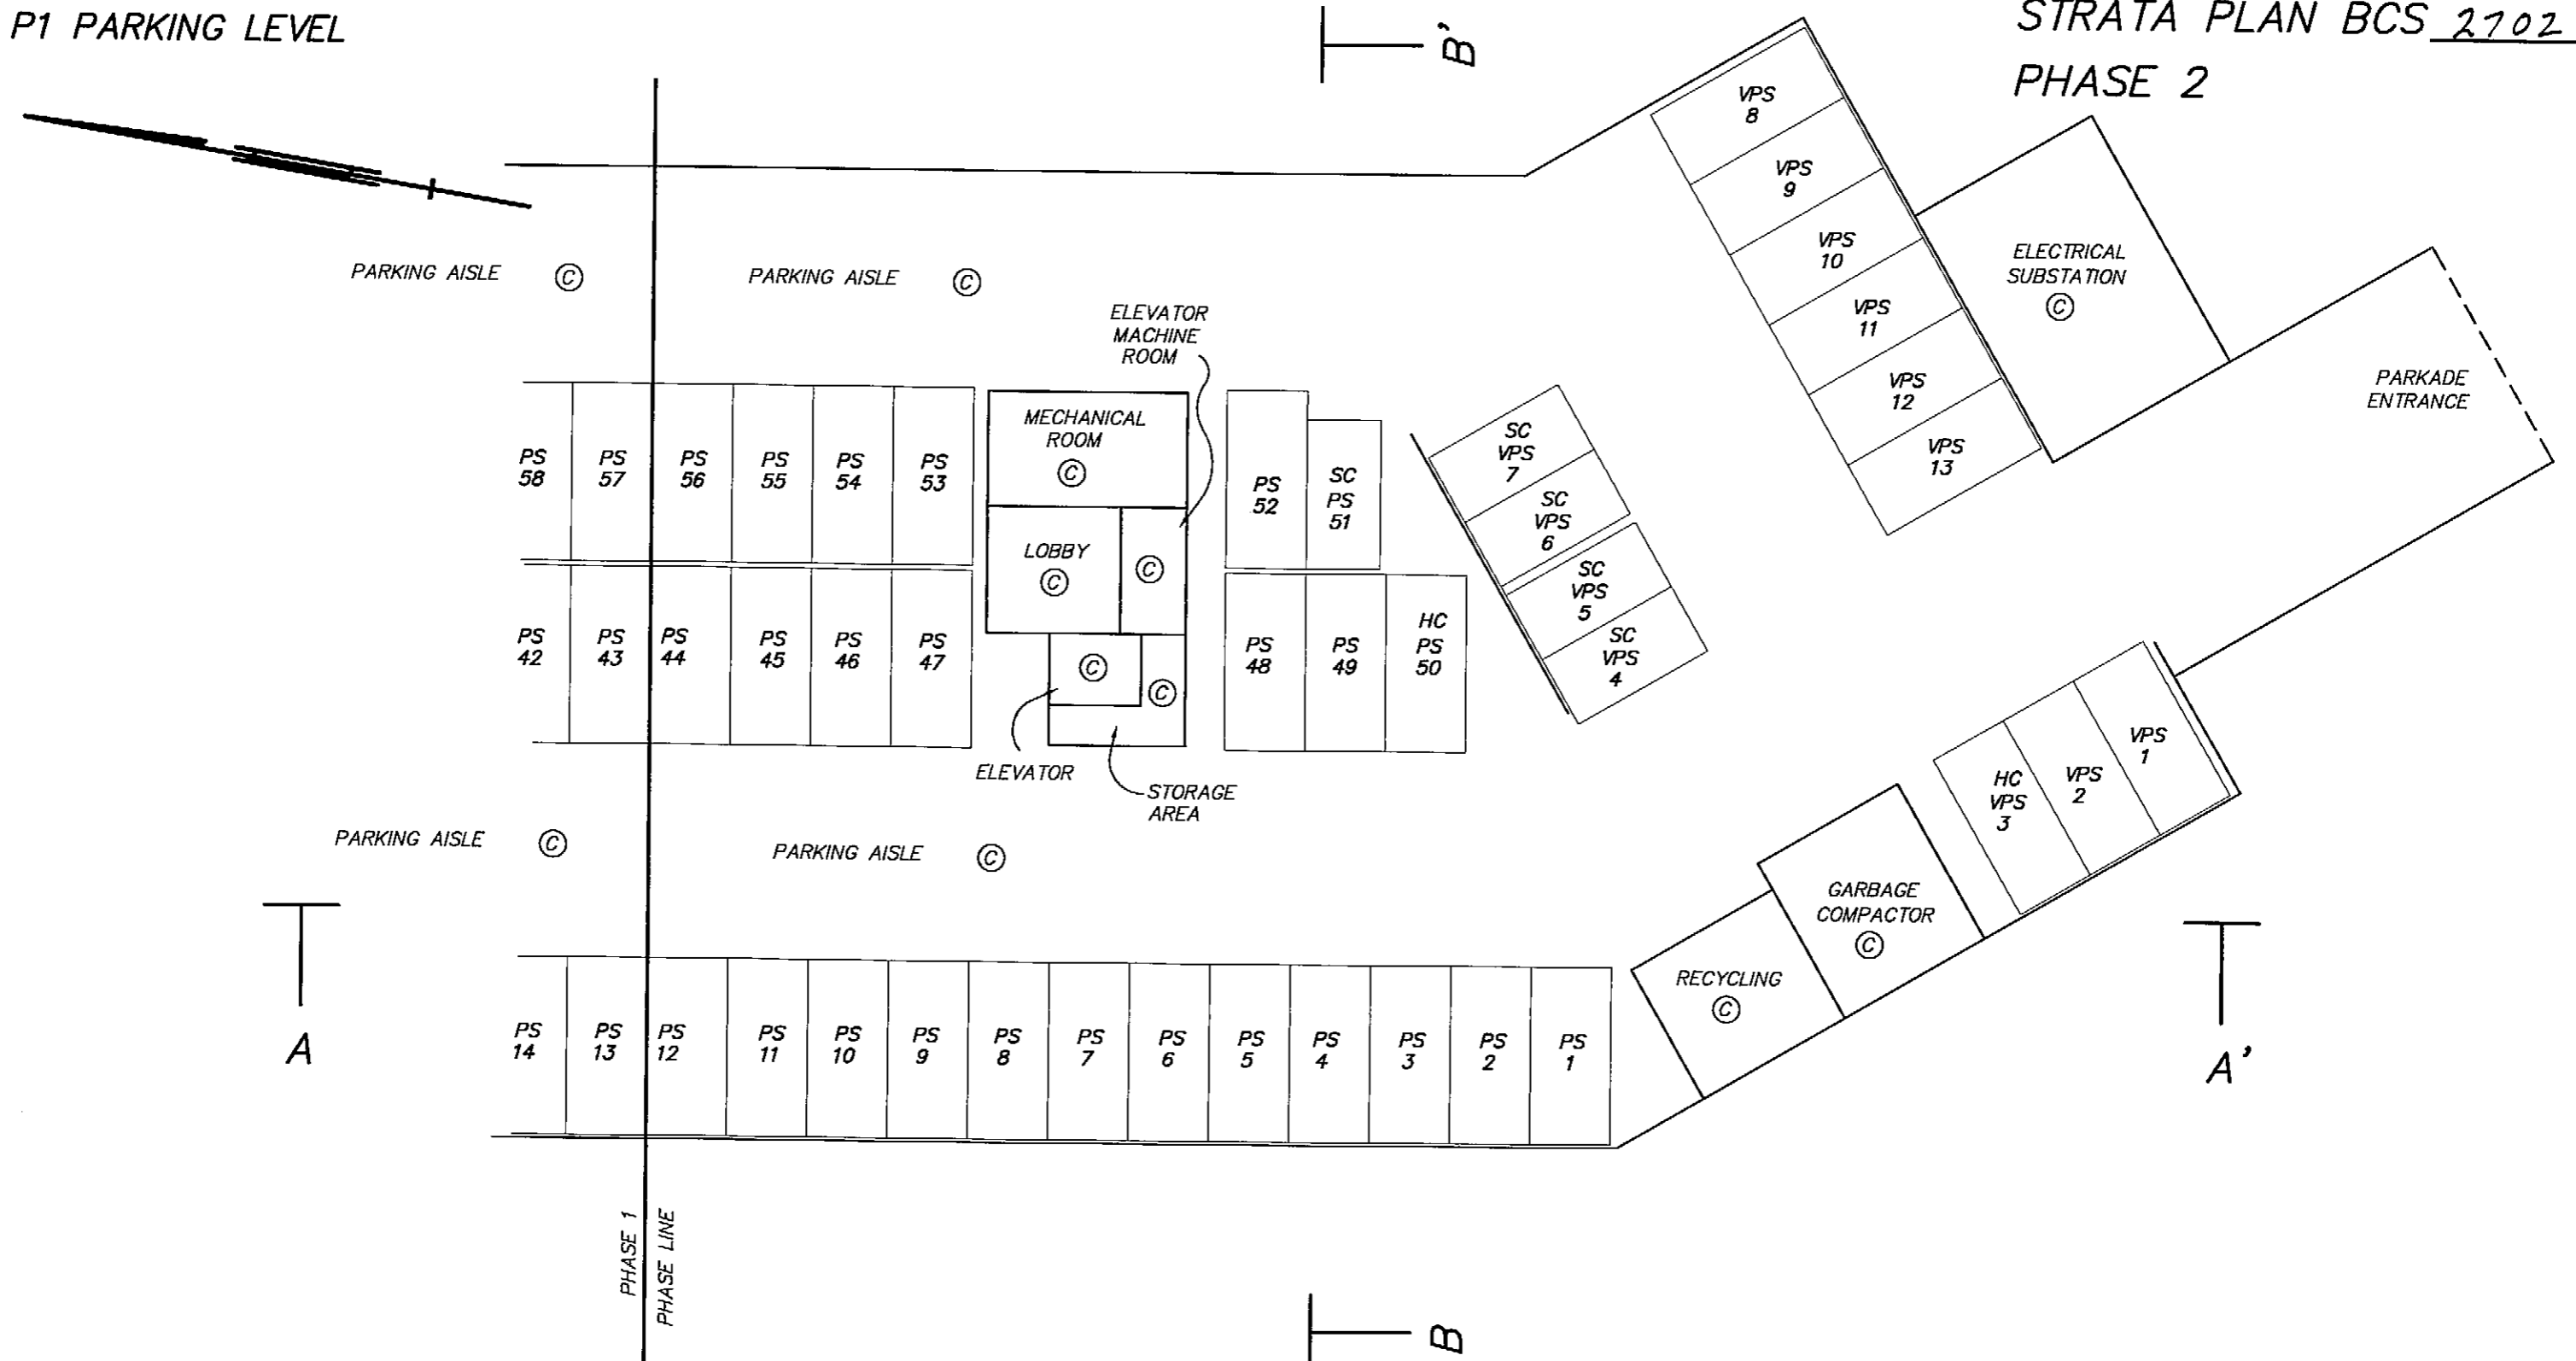 P1 PARKING LEVEL
STRATA PLAN BCS 2702
PHASE 2
B'
VPS
8
VPS
9
VPS
10
VPS
11
VPS
12
VPS
13
ELECTRICAL
SUBSTATION
C
PARKADE
ENTRANCE
PARKING AISLE C
PARKING AISLE C
ELEVATOR
MACHINE
ROOM
MECHANICAL
ROOM
C
LOBBY
C
C
C
C
ELEVATOR
STORAGE
AREA
PS
58
PS
57
PS
56
PS
55
PS
54
PS
53
PS
52
SC
PS
51
SC
VPS
7
SC
VPS
6
SC
VPS
5
SC
VPS
4
PS
42
PS
43
PS
44
PS
45
PS
46
PS
47
PS
48
PS
49
HC
PS
50
HC
VPS
3
VPS
2
VPS
1
PARKING AISLE C
PARKING AISLE C
GARBAGE
COMPACTOR
C
RECYCLING
C
A
A'
PS
14
PS
13
PS
12
PS
11
PS
10
PS
9
PS
8
PS
7
PS
6
PS
5
PS
4
PS
3
PS
2
PS
1
PHASE 1
PHASE LINE
B